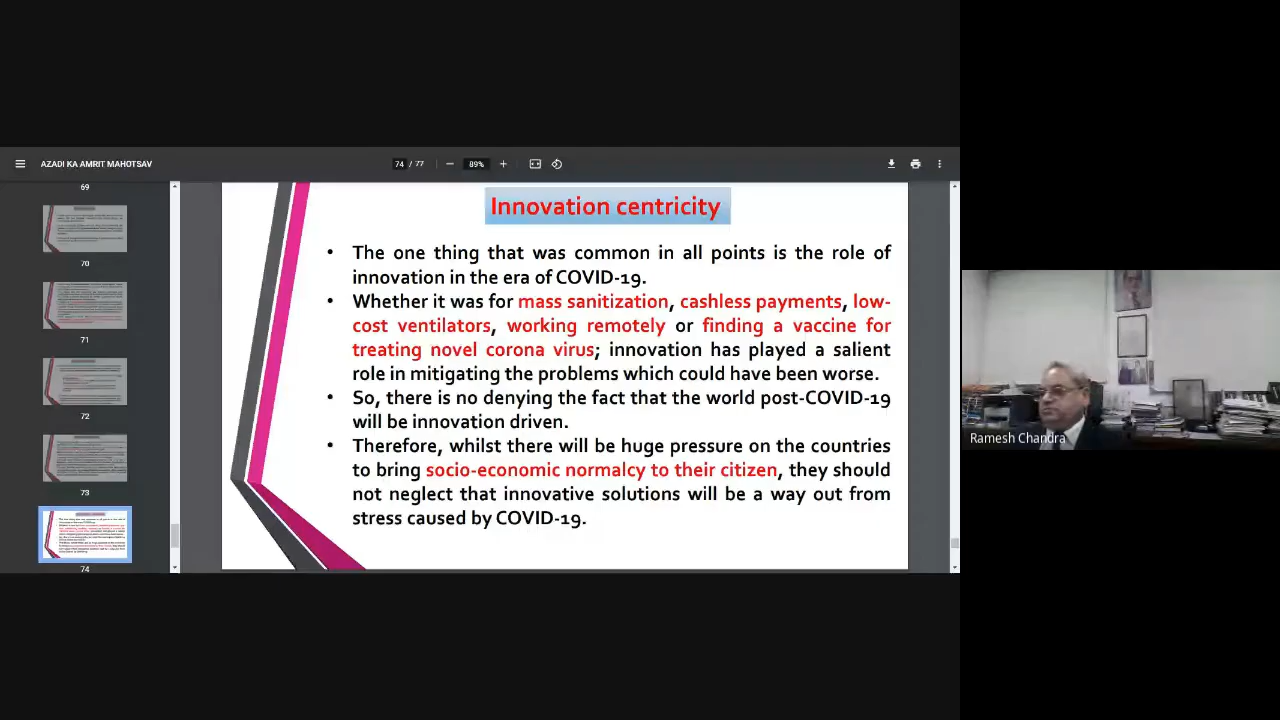 AZADI KA AMRIT MAHOTSAV
74 / 77
89%
69
70
71
72
73
74
Innovation centricity
• The one thing that was common in all points is the role of
innovation in the era of COVID-19.
• Whether it was for mass sanitization, cashless payments, low-
cost ventilators, working remotely or finding a vaccine for
treating novel corona virus; innovation has played a salient
role in mitigating the problems which could have been worse.
• So, there is no denying the fact that the world post-COVID-19
will be innovation driven.
• Therefore, whilst there will be huge pressure on the countries
to bring socio-economic normalcy to their citizen, they should
not neglect that innovative solutions will be a way out from
stress caused by COVID-19.
Ramesh Chandra